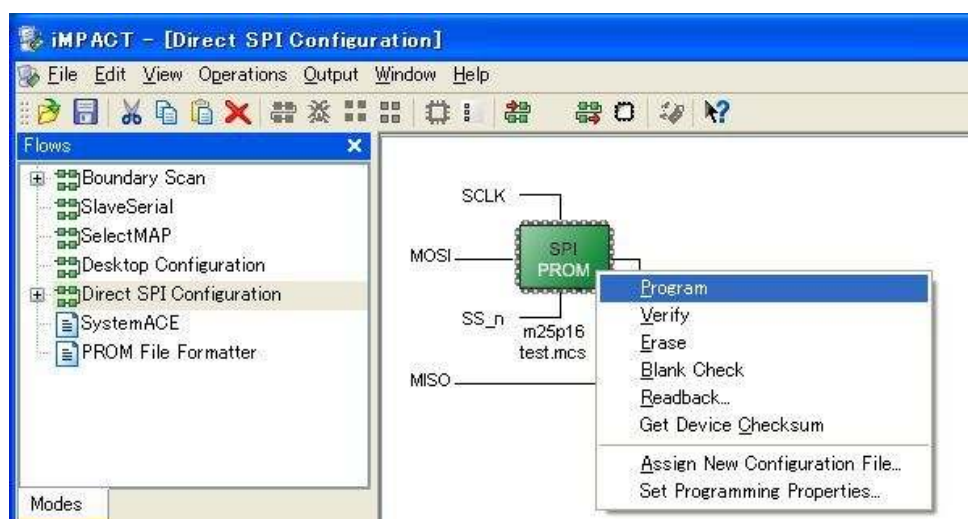 iMPACT - [Direct SPI Configuration]
File Edit View Operations Output Window Help
Flows
Boundary Scan
SlaveSerial
SelectMAP
Desktop Configuration
Direct SPI Configuration
SystemACE
PROM File Formatter
Modes
SCLK
MOSI
SPI
PROM
SS_n
m25p16
test.mcs
MISO
Program
Verify
Erase
Blank Check
Readback...
Get Device Checksum
Assign New Configuration File...
Set Programming Properties...